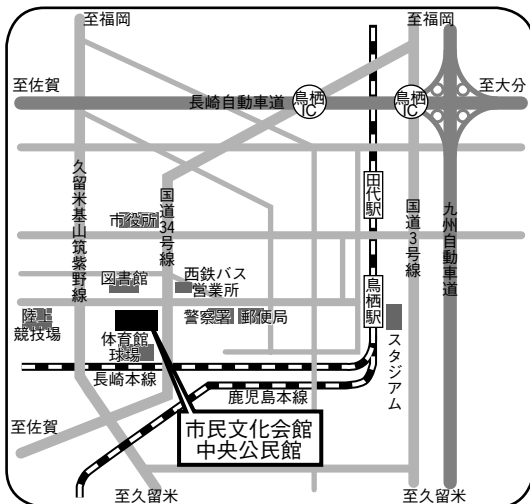 至福岡
至福岡
至佐賀
長崎自動車道
鳥栖
IC
鳥栖
IC
至大分
久留米基山筑紫野線
国道34号線
田代駅
国道3号線
九州自動車道
市役所
図書館
西鉄バス
営業所
鳥栖駅
陸上
競技場
体育館
球場
警察署
郵便局
スタジアム
長崎本線
鹿児島本線
至佐賀
市民文化会館
中央公民館
至久留米
至久留米